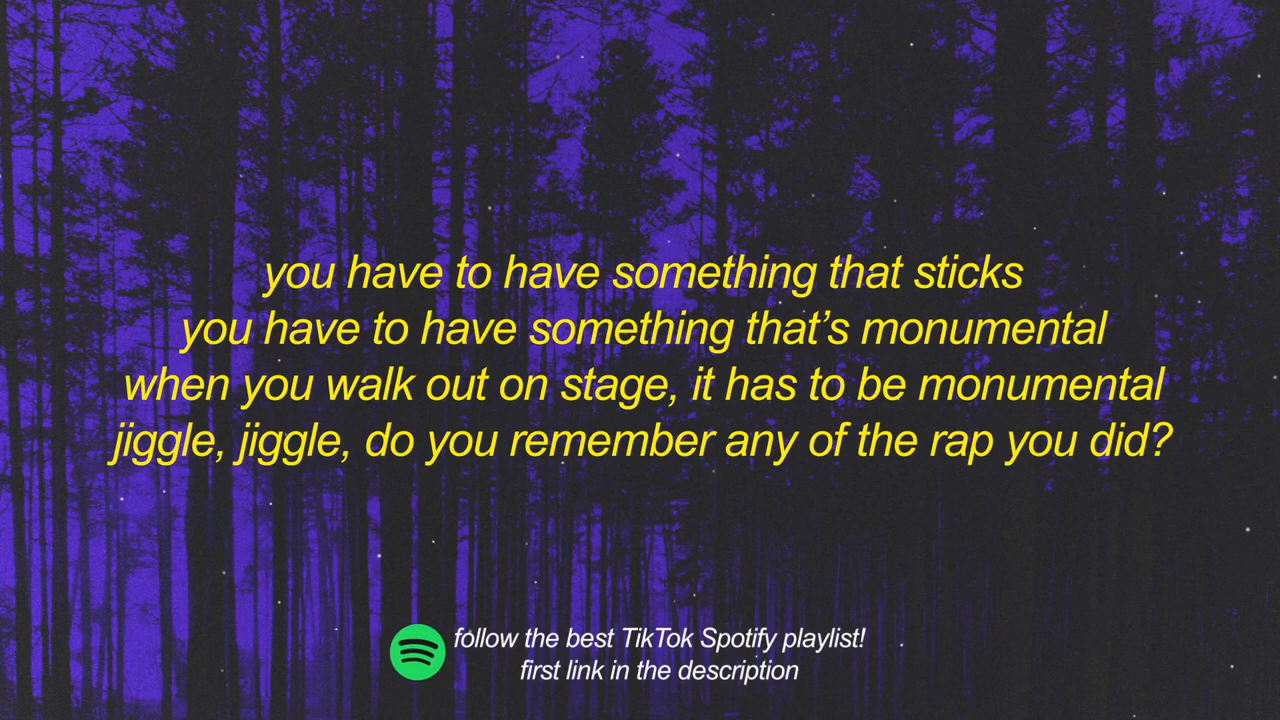 you have to have something that sticks
you have to have something that’s monumental
when you walk out on stage, it has to be monumental
jiggle, jiggle, do you remember any of the rap you did?
follow the best TikTok Spotify playlist!
first link in the description